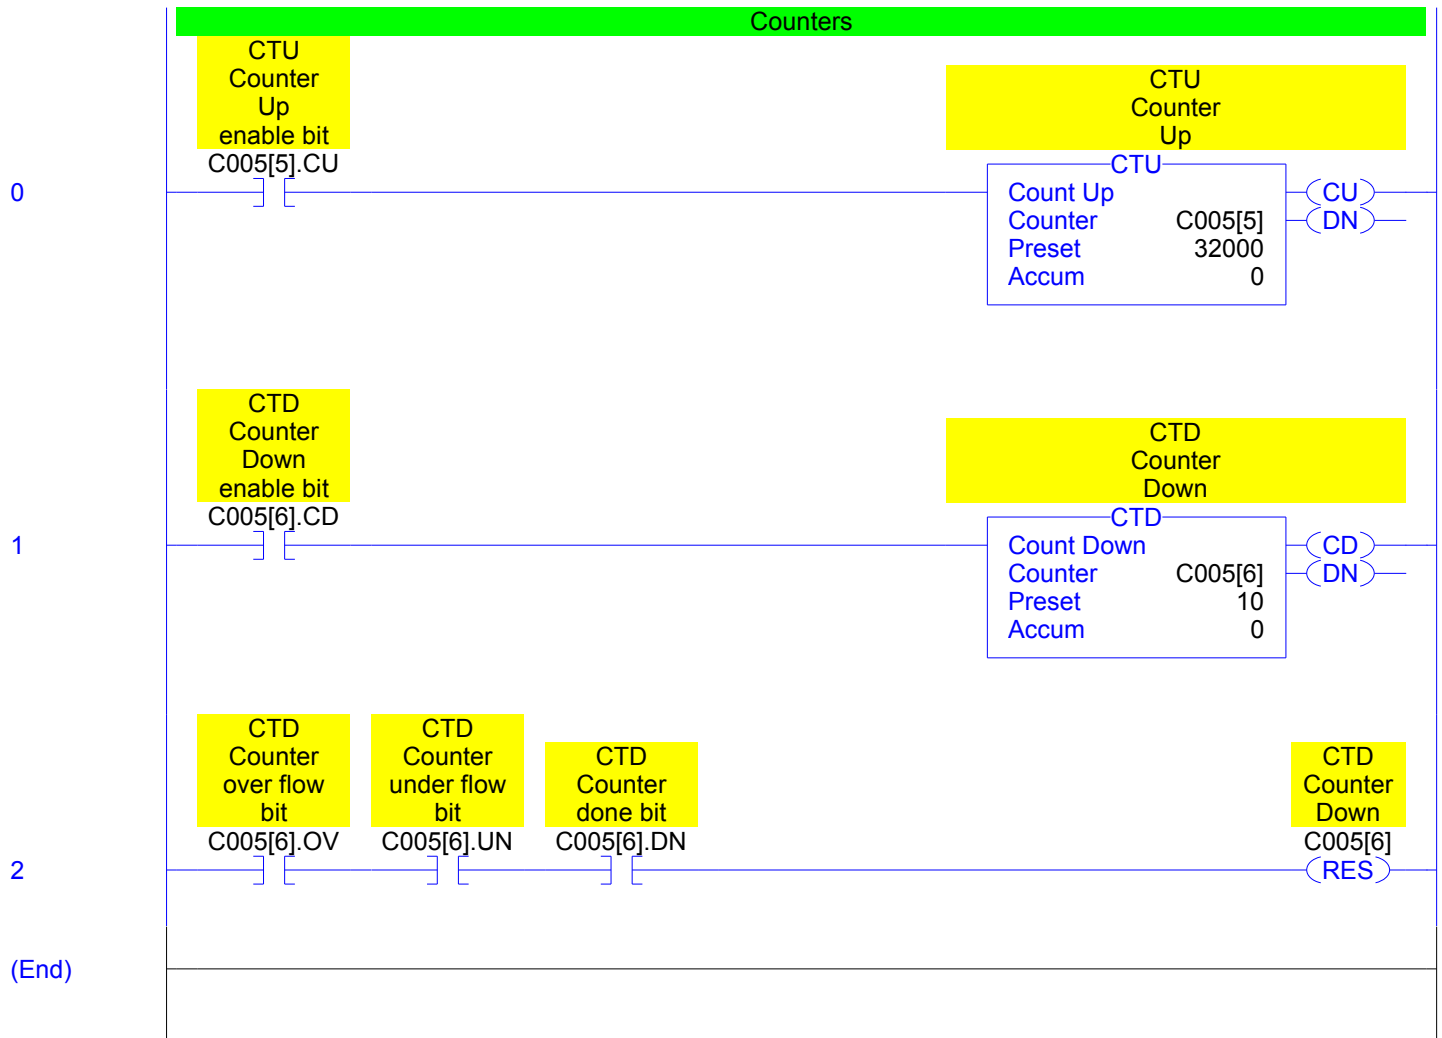 Counters
CTU
Counter
Up
enable bit
C005[5].CU
CTU
Counter
Up
0
CTU
Count Up
Counter C005[5]
Preset 32000
Accum 0
CU
DN
CTD
Counter
Down
enable bit
C005[6].CD
CTD
Counter
Down
1
CTD
Count Down
Counter C005[6]
Preset 10
Accum 0
CD
DN
CTD
Counter
over flow
bit
C005[6].OV
CTD
Counter
under flow
bit
C005[6].UN
CTD
Counter
done bit
C005[6].DN
CTD
Counter
Down
C005[6]
2
RES
(End)